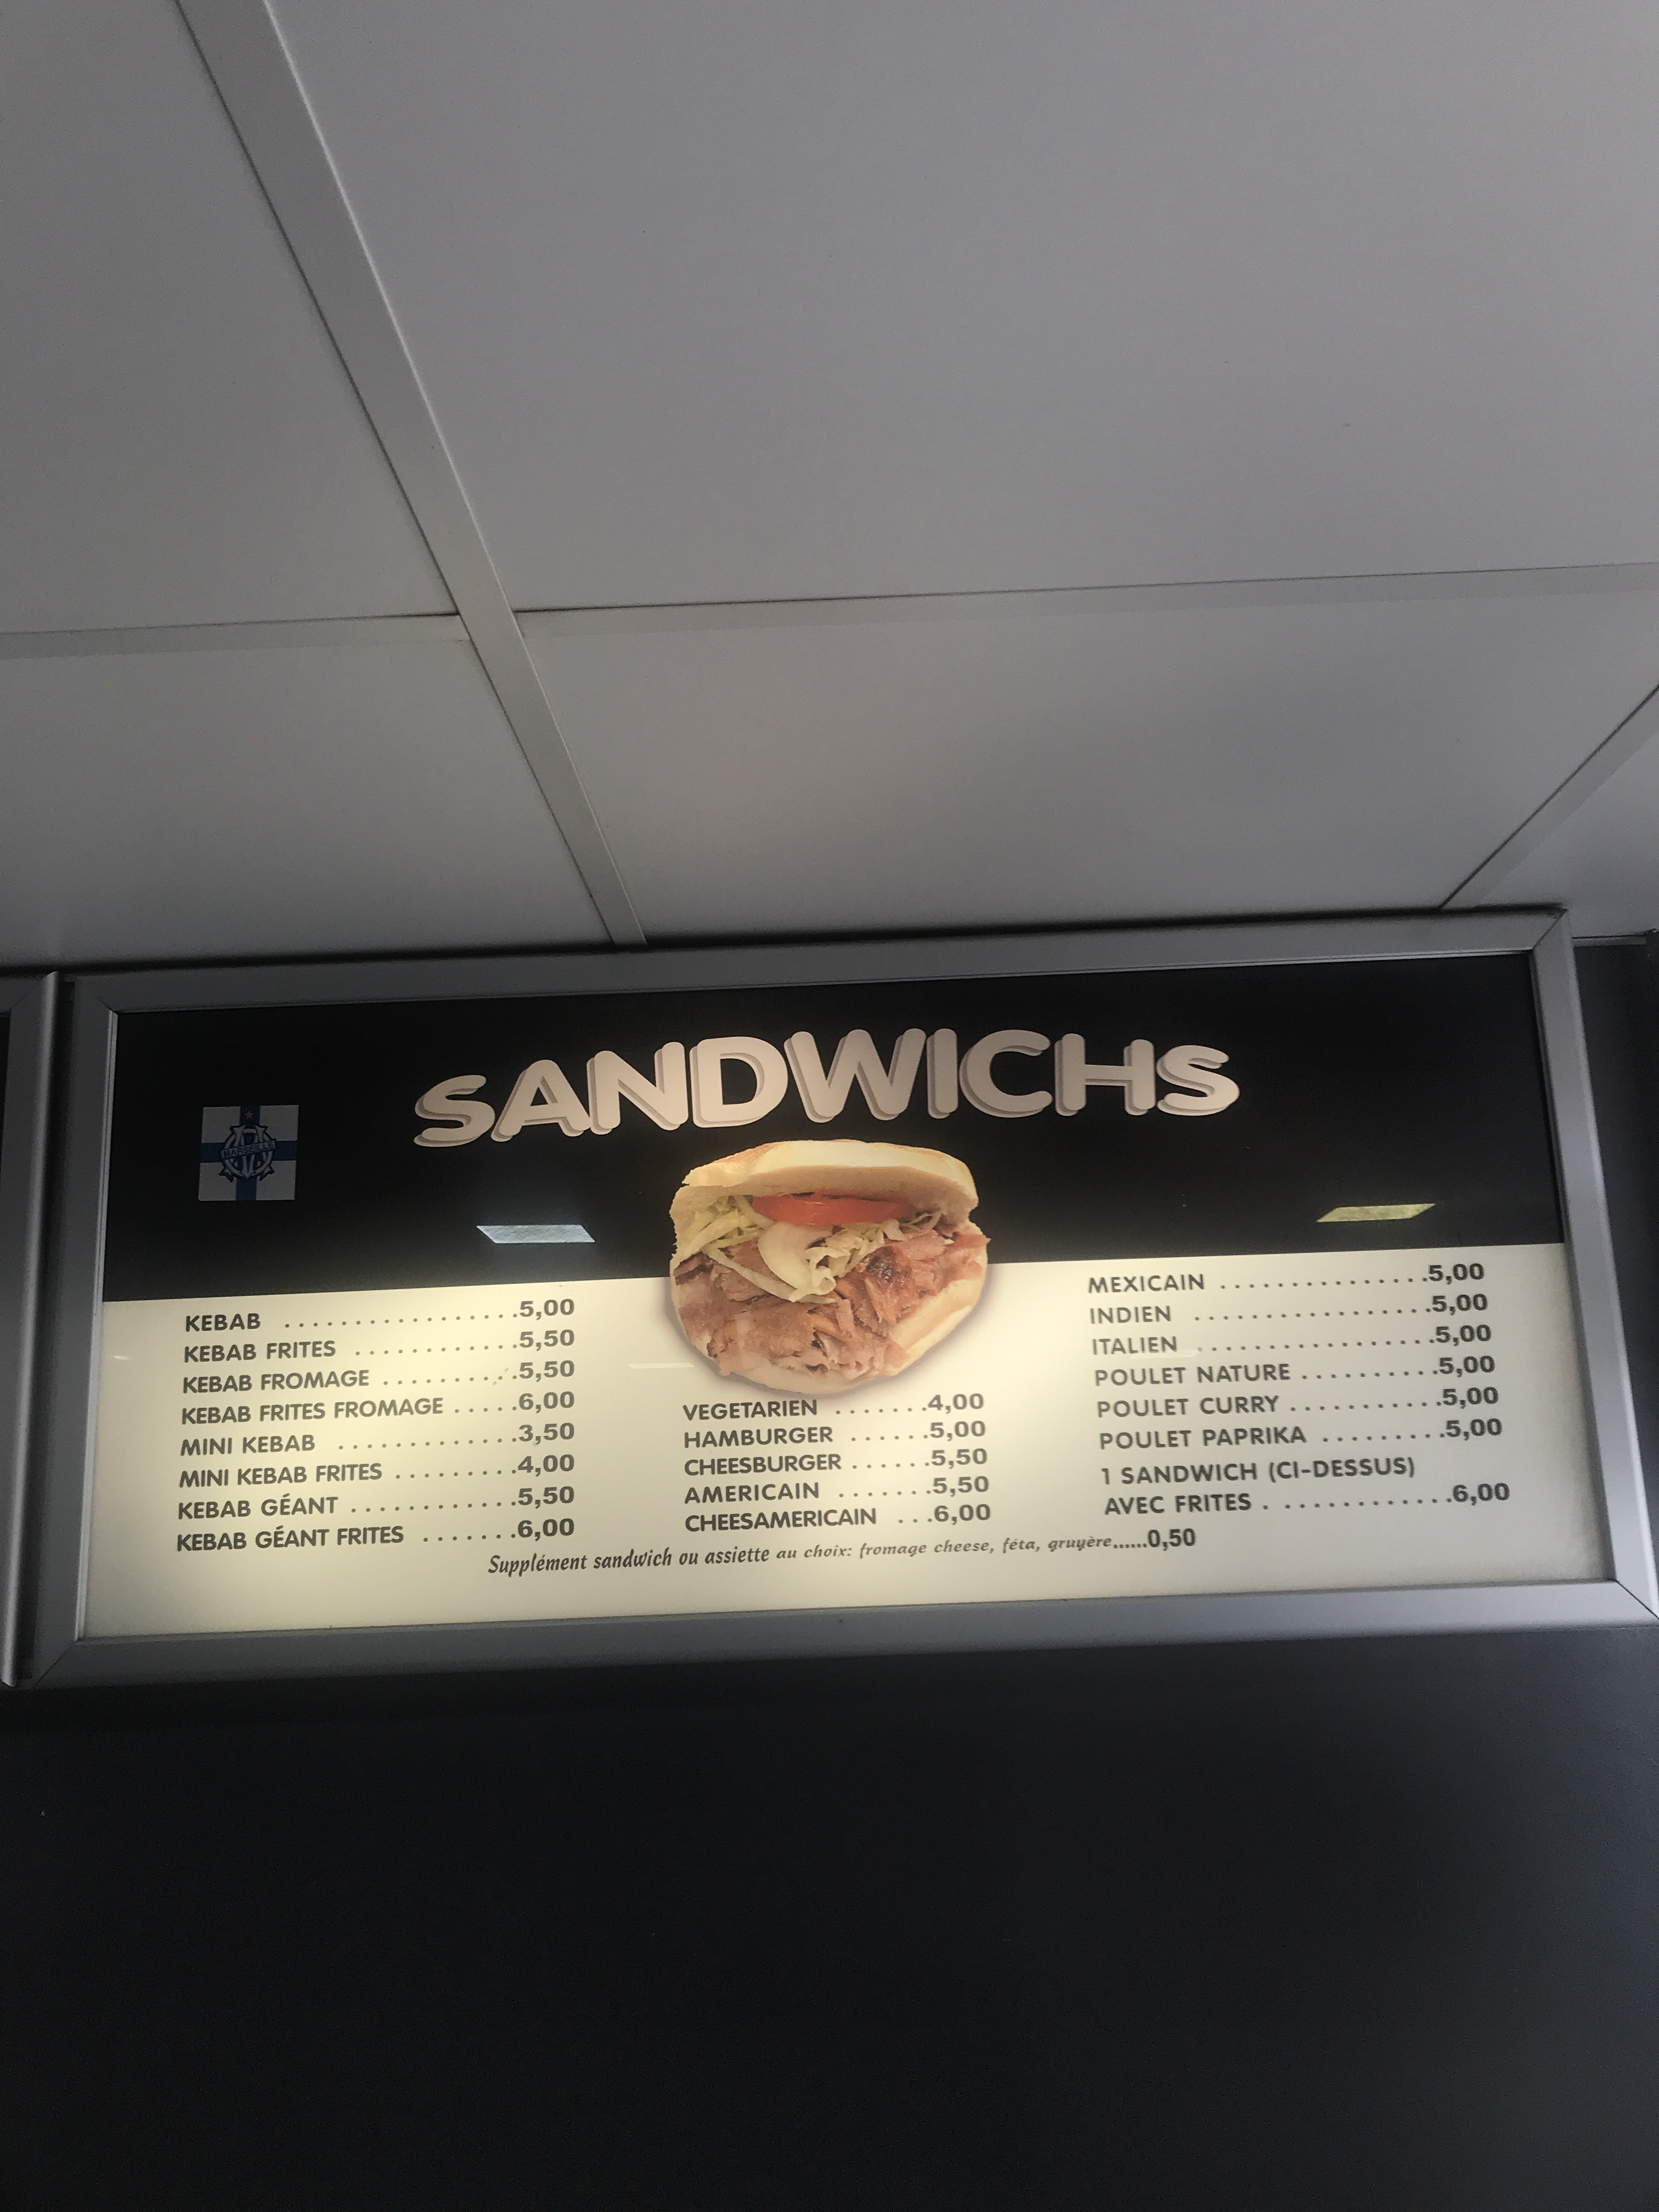 SANDWICHS
MARSEILLE
KEBAB ..................5,00
KEBAB FRITES .............5,50
KEBAB FROMAGE ..........5,50
KEBAB FRITES FROMAGE .....6,00
MINI KEBAB ..............3,50
MINI KEBAB FRITES .........4,00
KEBAB GÉANT ............5,50
KEBAB GÉANT FRITES .......6,00
VEGETARIEN .......4,00
HAMBURGER ......5,00
CHEESBURGER ......5,50
AMERICAIN .......5,50
CHEESAMERICAIN ...6,00
MEXICAIN ................5,00
INDIEN ..................5,00
ITALIEN ..................5,00
POULET NATURE ..........5,00
POULET CURRY ...........5,00
POULET PAPRIKA .........5,00
1 SANDWICH (CI-DESSUS)
AVEC FRITES . ............6,00
Supplément sandwich ou assiette au choix: fromage cheese, féta, gruyère......0,50